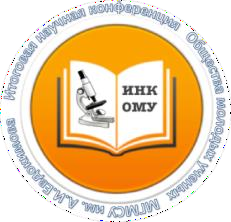 Итоговая научная конференция Общества молодых ученых МГМСУ им. А.И.Евдокимова
ИНК
ОМУ